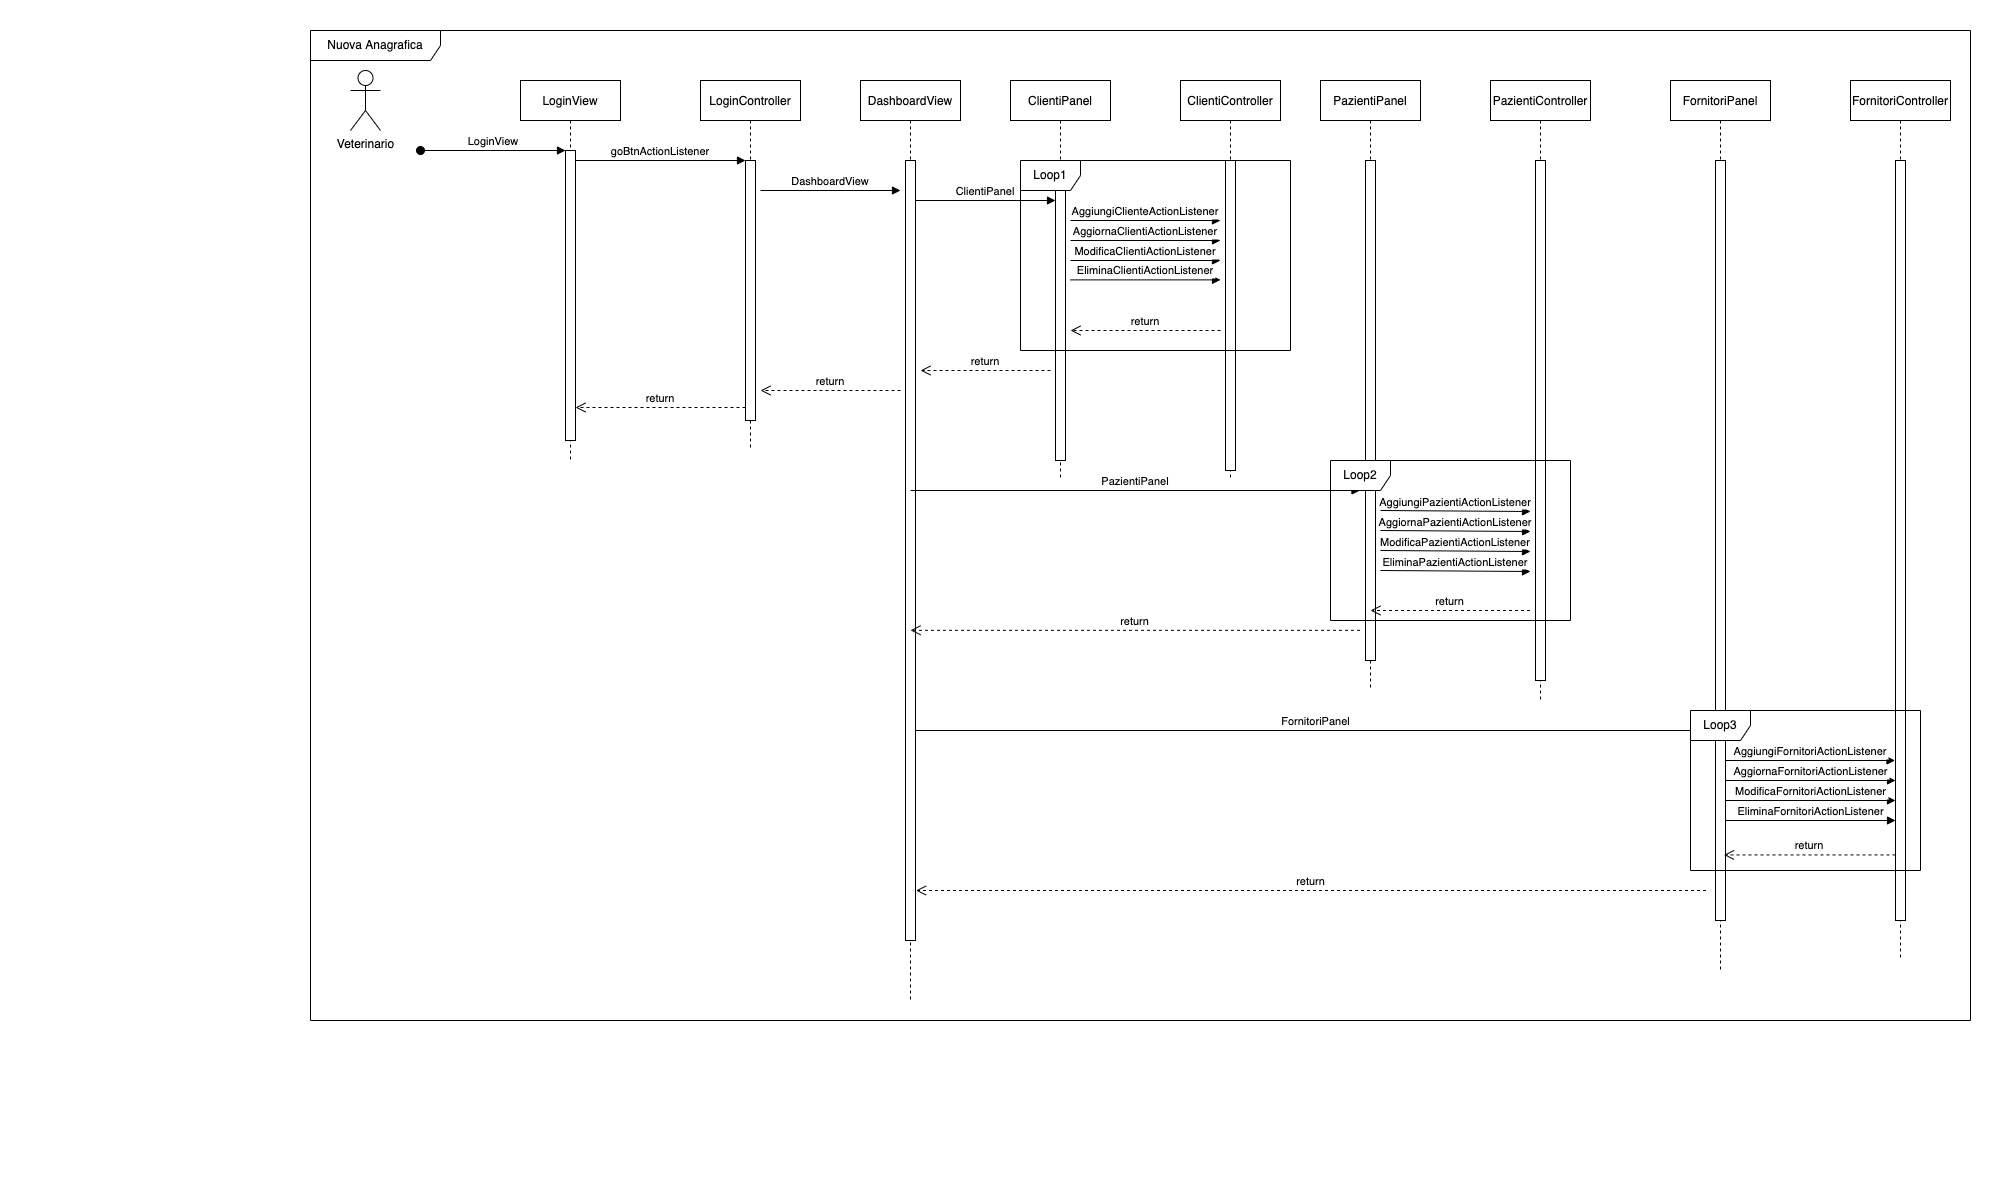 Nuova Anagrafica
Veterinario
LoginView
LoginController
DashboardView
ClientiPanel
ClientiController
PazientiPanel
PazientiController
FornitoriPanel
FornitoriController
LoginView
goBtnActionListener
DashboardView
ClientiPanel
Loop1
AggiungiClienteActionListener
AggiornaClientiActionListener
ModificaClientiActionListener
EliminaClientiActionListener
return
return
return
return
PazientiPanel
Loop2
AggiungiPazientiActionListener
AggiornaPazientiActionListener
ModificaPazientiActionListener
EliminaPazientiActionListener
return
return
FornitoriPanel
Loop3
AggiungiFornitoriActionListener
AggiornaFornitoriActionListener
ModificaFornitoriActionListener
EliminaFornitoriActionListener
return
return